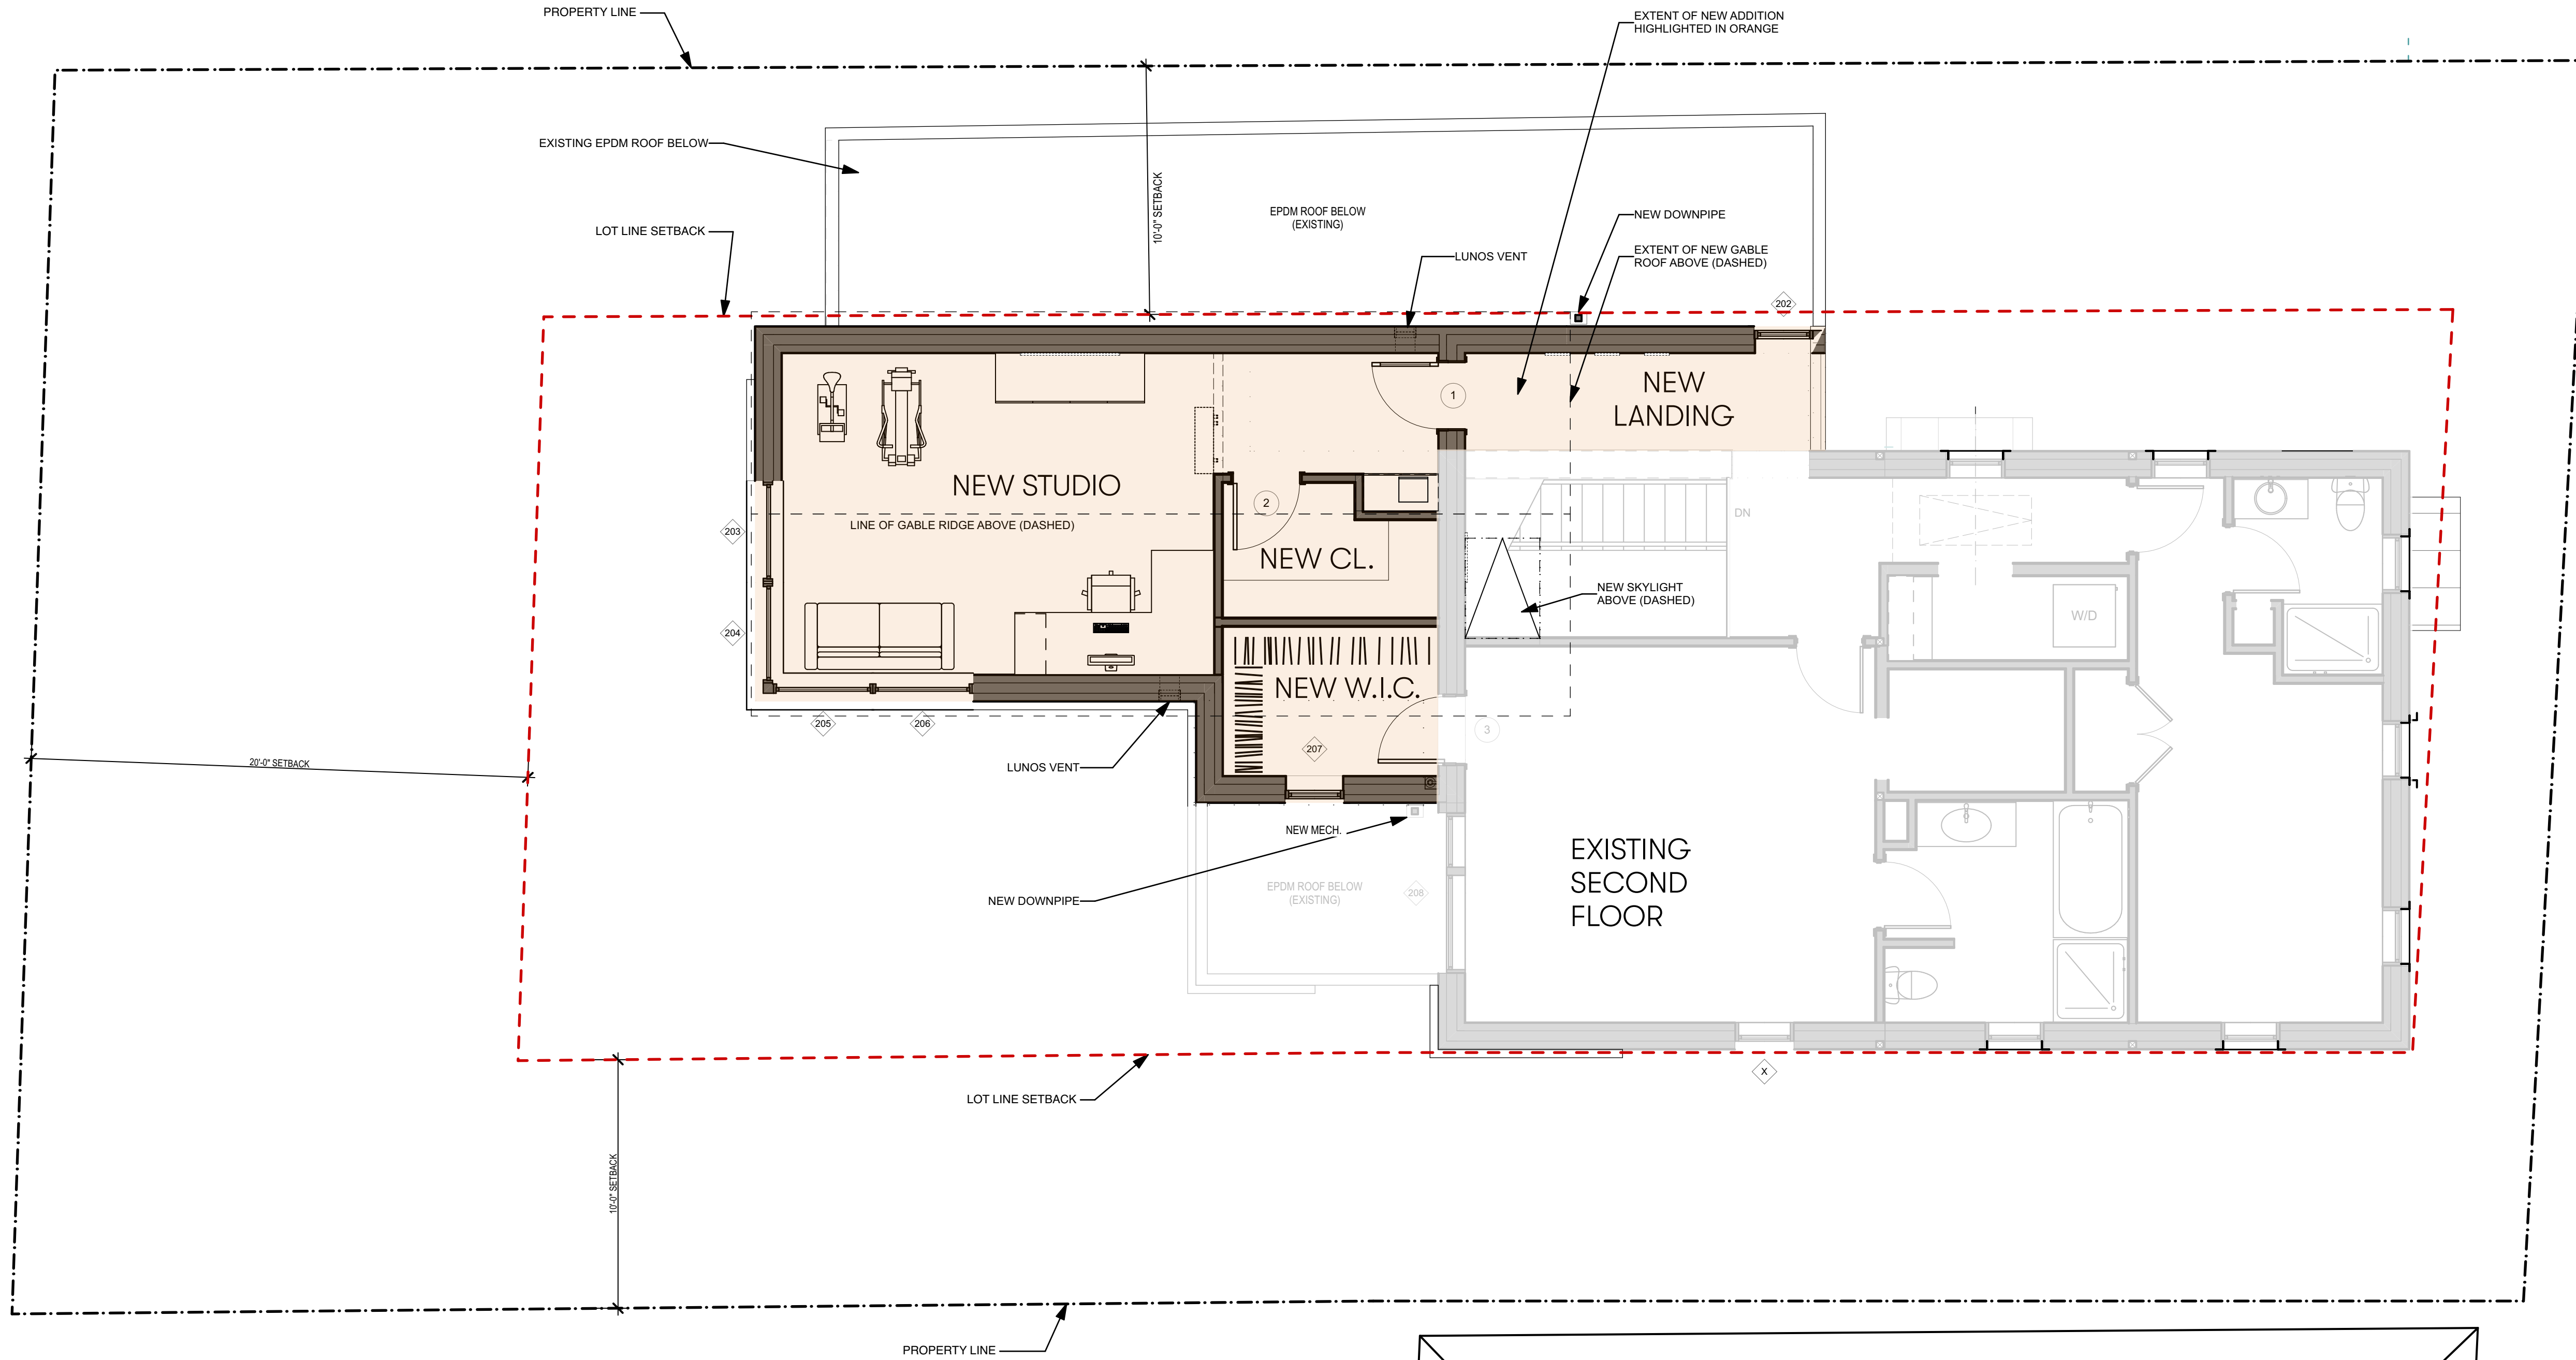 PROPERTY LINE
EXTENT OF NEW ADDITION
HIGHLIGHTED IN ORANGE
EXISTING EPDM ROOF BELOW
10'-0" SETBACK
EPDM ROOF BELOW
(EXISTING)
NEW DOWNPIPE
LOT LINE SETBACK
LUNOS VENT
EXTENT OF NEW GABLE
ROOF ABOVE (DASHED)
202
NEW
LANDING
1
NEW STUDIO
2
LINE OF GABLE RIDGE ABOVE (DASHED)
203
DN
NEW CL.
NEW SKYLIGHT
ABOVE (DASHED)
W/D
204
NEW W.I.C.
205
206
3
207
20'-0" SETBACK
LUNOS VENT
NEW MECH.
EXISTING
SECOND
FLOOR
EPDM ROOF BELOW
(EXISTING)
208
NEW DOWNPIPE
X
LOT LINE SETBACK
10'-0" SETBACK
PROPERTY LINE